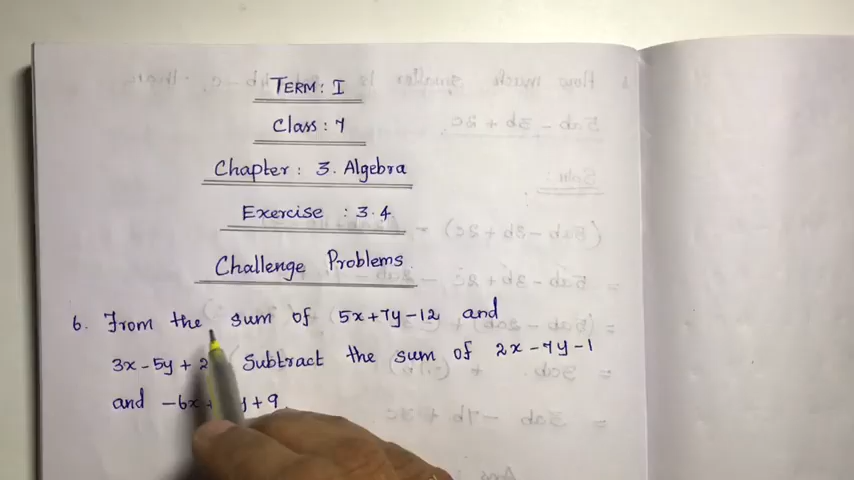 TERM: I
Class: 7
Chapter: 3. Algebra
Exercise: 3.4
Challenge Problems
6. From the sum of 5x+7y-12 and
3x-5y+2 Subtract the sum of 2x-7y-1
and -6x+ y+9.